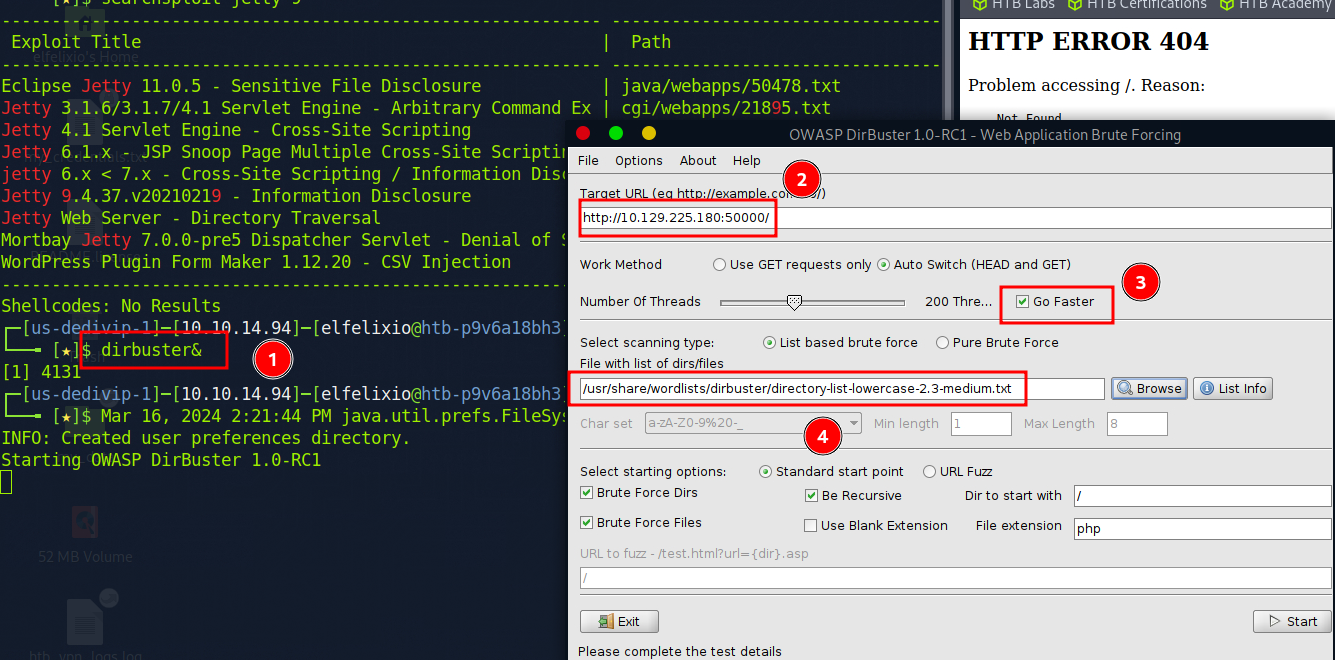 [★]$ searchsploit jetty 9
Exploit Title | Path
Eclipse Jetty 11.0.5 - Sensitive File Disclosure | java/webapps/50478.txt
Jetty 3.1.6/3.1.7/4.1 Servlet Engine - Arbitrary Command Ex | cgi/webapps/21895.txt
Jetty 4.1 Servlet Engine - Cross-Site Scripting
Jetty 6.1.x - JSP Snoop Page Multiple Cross-Site Scriptin
jetty 6.x < 7.x - Cross-Site Scripting / Information Disc
Jetty 9.4.37.v20210219 - Information Disclosure
Jetty Web Server - Directory Traversal
Mortbay Jetty 7.0.0-pre5 Dispatcher Servlet - Denial of S
WordPress Plugin Form Maker 1.12.20 - CSV Injection
Shellcodes: No Results
[us-dedivip-1]─[10.10.14.94]─[elfelixio@htb-p9v6a18bh3]
[★]$ dirbuster&
1
[1] 4131
[us-dedivip-1]─[10.10.14.94]─[elfelixio@htb-p9v6a18bh3]
[★]$ Mar 16, 2024 2:21:44 PM java.util.prefs.FileSys
INFO: Created user preferences directory.
Starting OWASP DirBuster 1.0-RC1
elfelixio's Home
52 MB Volume
htb_vpn_logs.log
HTB Labs HTB Certifications HTB Academy
HTTP ERROR 404
Problem accessing /. Reason:
Not Found
OWASP DirBuster 1.0-RC1 - Web Application Brute Forcing
File Options About Help
2
Target URL (eg http://example.co
/)
http://10.129.225.180:50000/
Work Method Use GET requests only Auto Switch (HEAD and GET)
3
Number Of Threads 200 Thre... Go Faster
Select scanning type: List based brute force Pure Brute Force
File with list of dirs/files
/usr/share/wordlists/dirbuster/directory-list-lowercase-2.3-medium.txt Browse List Info
Char set a-zA-Z0-9%20-_ Min length 1 Max Length 8
4
Select starting options: Standard start point URL Fuzz
Brute Force Dirs Be Recursive Dir to start with /
Brute Force Files Use Blank Extension File extension php
URL to fuzz - /test.html?url={dir}.asp
/
Exit Start
Please complete the test details